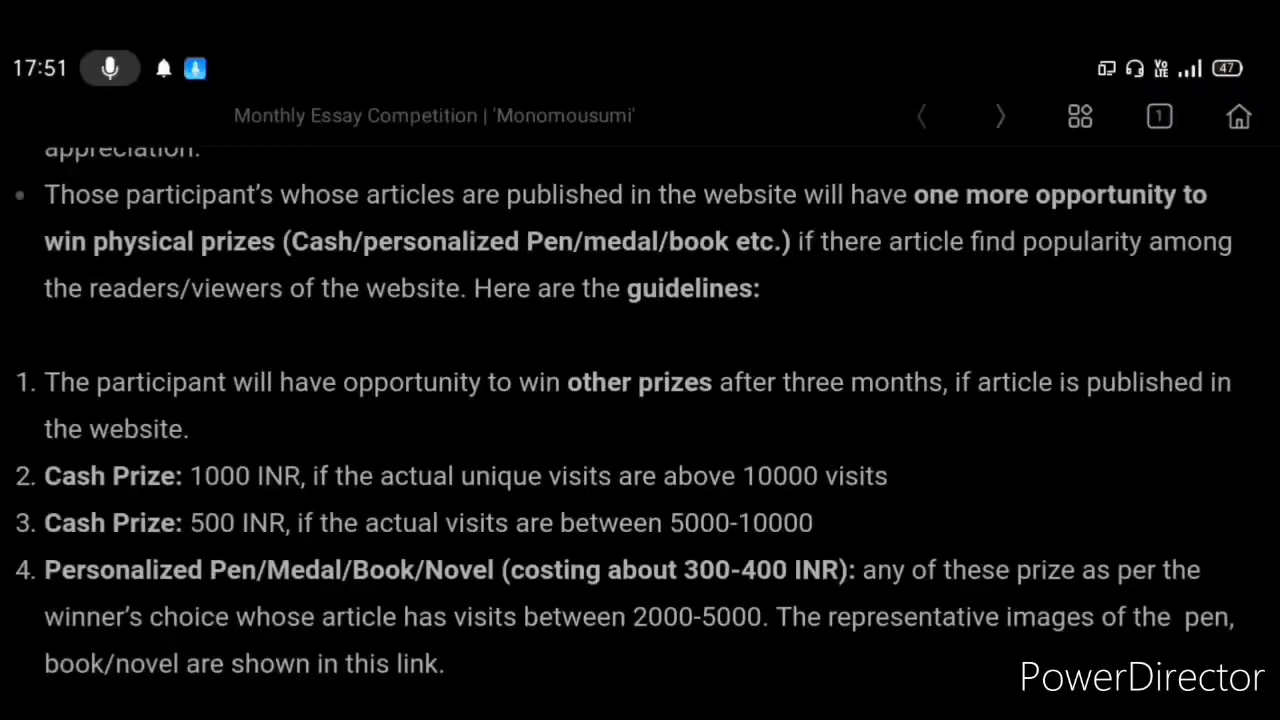 17:51
Vo LTE
47
Monthly Essay Competition | 'Monomousumi'
1
appreciation.
• Those participant's whose articles are published in the website will have one more opportunity to
win physical prizes (Cash/personalized Pen/medal/book etc.) if there article find popularity among
the readers/viewers of the website. Here are the guidelines:
1. The participant will have opportunity to win other prizes after three months, if article is published in
the website.
2. Cash Prize: 1000 INR, if the actual unique visits are above 10000 visits
3. Cash Prize: 500 INR, if the actual visits are between 5000-10000
4. Personalized Pen/Medal/Book/Novel (costing about 300-400 INR): any of these prize as per the
winner's choice whose article has visits between 2000-5000. The representative images of the pen,
book/novel are shown in this link.
PowerDirector